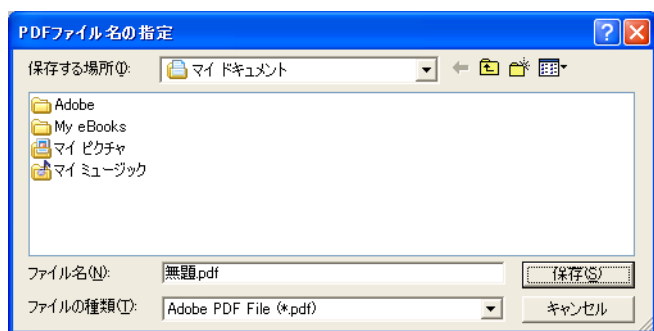 PDFファイル名の指定
保存する場所(I):
マイ ドキュメント
Adobe
My eBooks
マイ ピクチャ
マイ ミュージック
ファイル名(N):
無題.pdf
保存(S)
ファイルの種類(T):
Adobe PDF File (*.pdf)
キャンセル